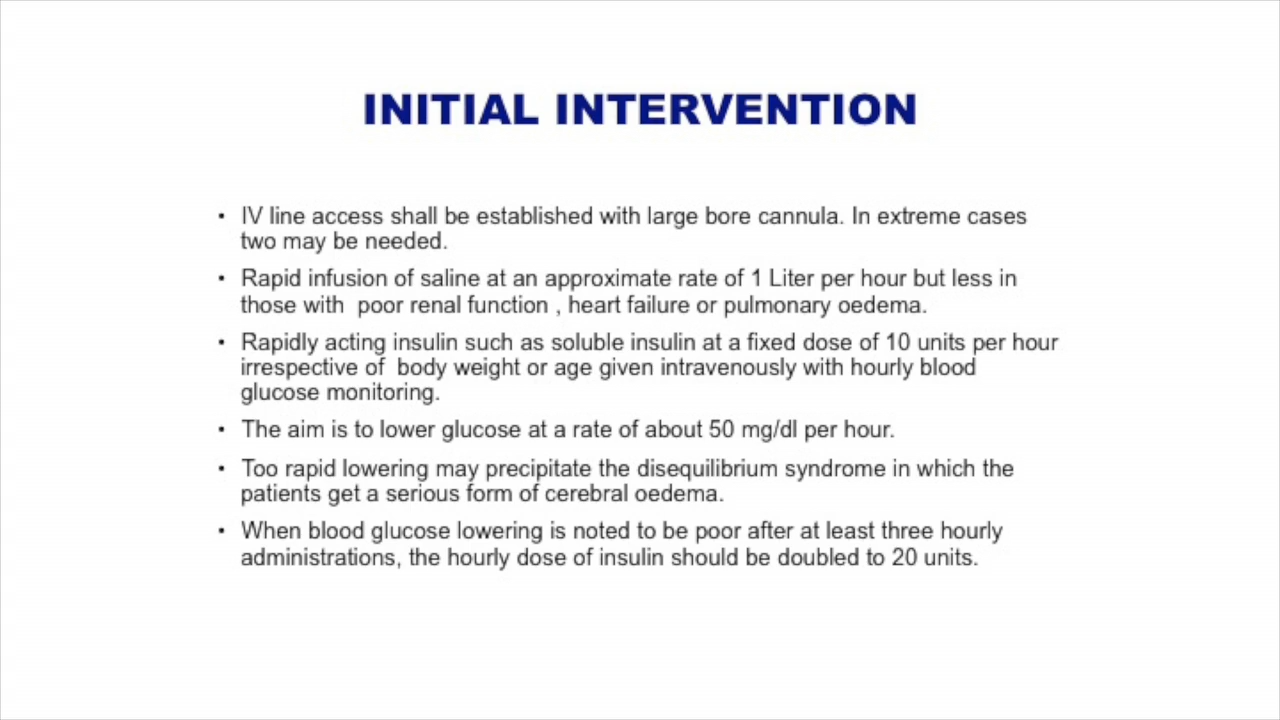 INITIAL INTERVENTION
• IV line access shall be established with large bore cannula. In extreme cases
two may be needed.
• Rapid infusion of saline at an approximate rate of 1 Liter per hour but less in
those with  poor renal function , heart failure or pulmonary oedema.
• Rapidly acting insulin such as soluble insulin at a fixed dose of 10 units per hour
irrespective of  body weight or age given intravenously with hourly blood
glucose monitoring.
• The aim is to lower glucose at a rate of about 50 mg/dl per hour.
• Too rapid lowering may precipitate the disequilibrium syndrome in which the
patients get a serious form of cerebral oedema.
• When blood glucose lowering is noted to be poor after at least three hourly
administrations, the hourly dose of insulin should be doubled to 20 units.